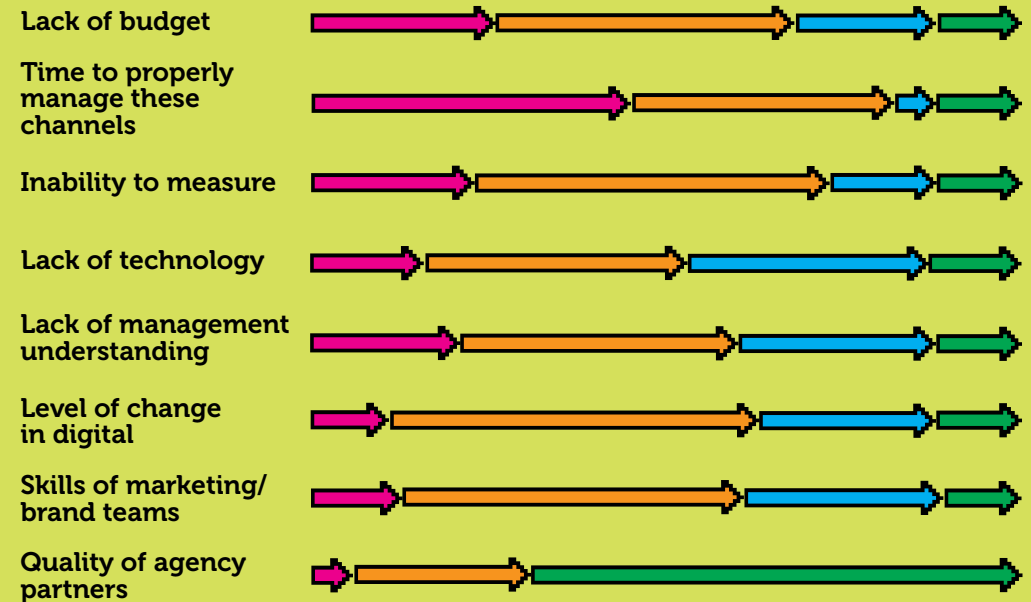 Lack of budget
Time to properly
manage these
channels
Inability to measure
Lack of technology
Lack of management
understanding
Level of change
in digital
Skills of marketing/
brand teams
Quality of agency
partners